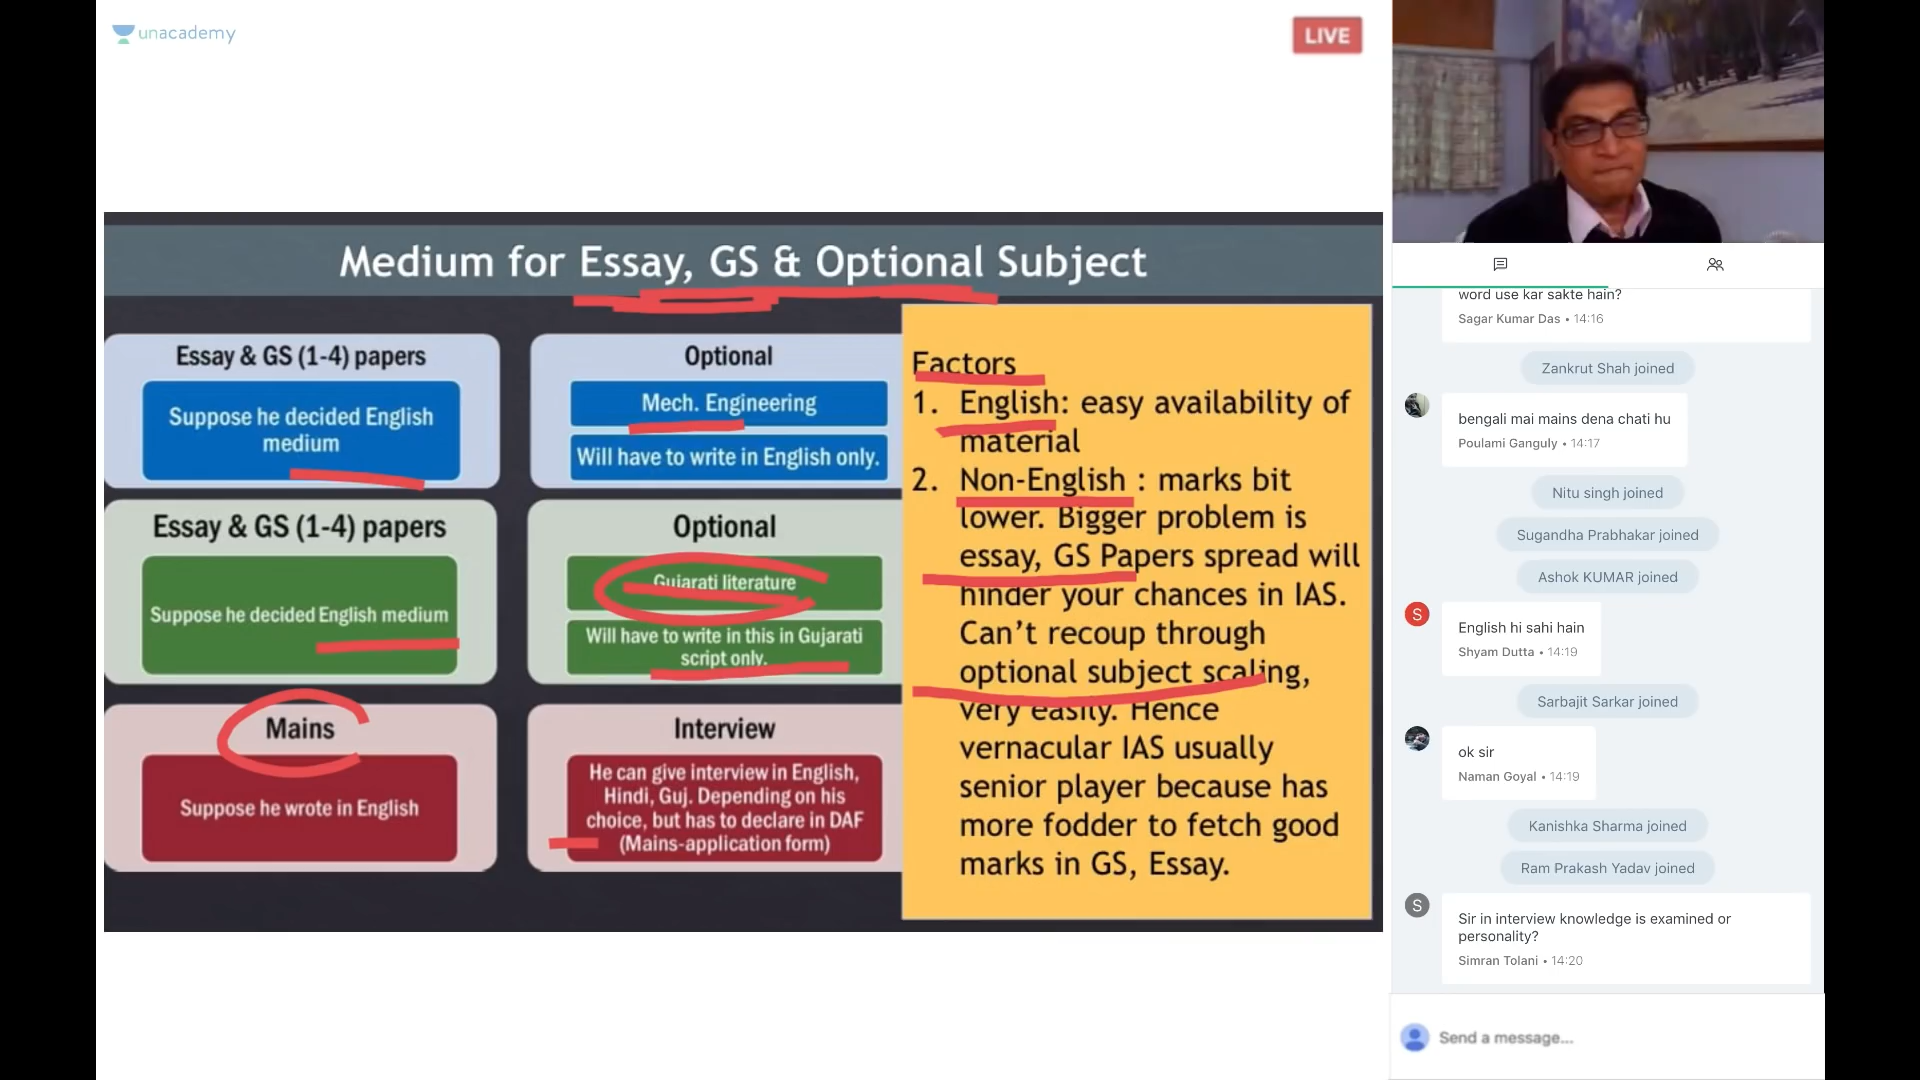 unacademy
LIVE
Medium for Essay, GS & Optional Subject
Essay & GS (1-4) papers
Suppose he decided English
medium
Optional
Mech. Engineering
Will have to write in English only.
Essay & GS (1-4) papers
Suppose he decided English medium
Optional
Gujarati literature
Will have to write in this in Gujarati
script only.
Mains
Suppose he wrote in English
Interview
He can give interview in English,
Hindi, Guj. Depending on his
choice, but has to declare in DAF
(Mains-application form)
Factors
1. English: easy availability of
material
2. Non-English : marks bit
lower. Bigger problem is
essay, GS Papers spread will
hinder your chances in IAS.
Can't recoup through
optional subject scaling,
very easily. Hence
vernacular IAS usually
senior player because has
more fodder to fetch good
marks in GS, Essay.
word use kar sakte hain?
Sagar Kumar Das • 14:16
Zankrut Shah joined
bengali mai mains dena chati hu
Poulami Ganguly • 14:17
Nitu singh joined
Sugandha Prabhakar joined
Ashok KUMAR joined
S
English hi sahi hain
Shyam Dutta • 14:19
Sarbajit Sarkar joined
ok sir
Naman Goyal • 14:19
Kanishka Sharma joined
Ram Prakash Yadav joined
S
Sir in interview knowledge is examined or
personality?
Simran Tolani • 14:20
Send a message...